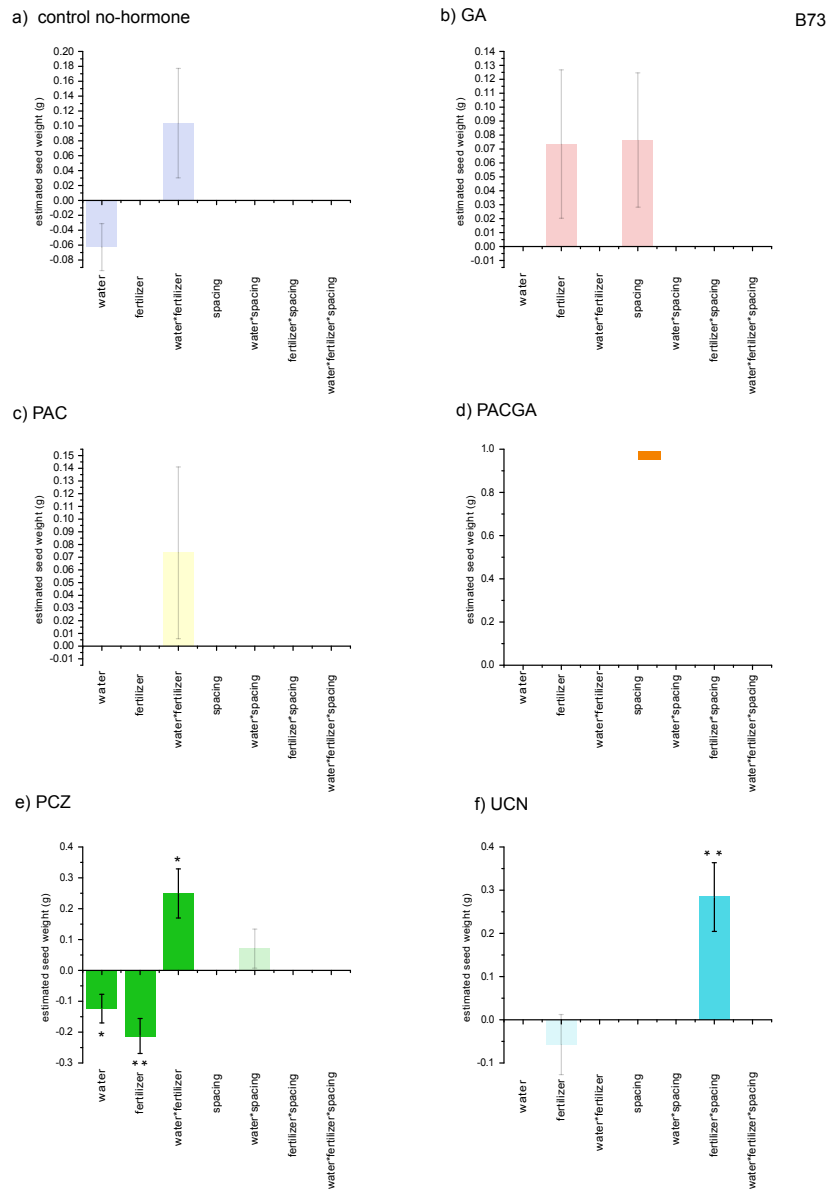 a) control no-hormone
b) GA
B73
estimated seed weight (g)
0.20
0.18
0.16
0.14
0.12
0.10
0.08
0.06
0.04
0.02
0.00
-0.02
-0.04
-0.06
-0.08
water
fertilizer
water*fertilizer
spacing
water*spacing
fertilizer*spacing
water*fertilizer*spacing
estimated seed weight (g)
0.14
0.13
0.12
0.11
0.10
0.09
0.08
0.07
0.06
0.05
0.04
0.03
0.02
0.01
0.00
-0.01
water
fertilizer
water*fertilizer
spacing
water*spacing
fertilizer*spacing
water*fertilizer*spacing
c) PAC
estimated seed weight (g)
0.15
0.14
0.13
0.12
0.11
0.10
0.09
0.08
0.07
0.06
0.05
0.04
0.03
0.02
0.01
0.00
-0.01
water
fertilizer
water*fertilizer
spacing
water*spacing
fertilizer*spacing
water*fertilizer*spacing
d) PACGA
estimated seed weight (g)
1.0
0.8
0.6
0.4
0.2
0.0
water
fertilizer
water*fertilizer
spacing
water*spacing
fertilizer*spacing
water*fertilizer*spacing
e) PCZ
estimated seed weight (g)
0.4
0.3
0.2
0.1
0.0
-0.1
-0.2
-0.3
*
**
*
water
fertilizer
water*fertilizer
spacing
water*spacing
fertilizer*spacing
water*fertilizer*spacing
f) UCN
estimated seed weight (g)
0.4
0.3
0.2
0.1
0.0
-0.1
**
water
fertilizer
water*fertilizer
spacing
water*spacing
fertilizer*spacing
water*fertilizer*spacing